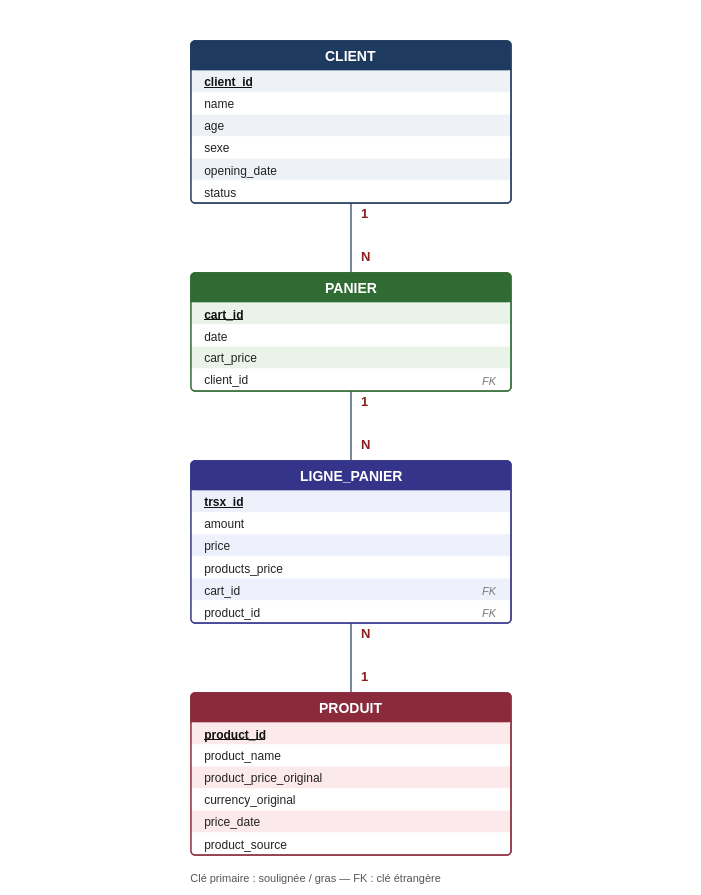 CLIENT
client_id
name
age
sexe
opening_date
status
1
N
PANIER
cart_id
date
cart_price
client_id FK
1
N
LIGNE_PANIER
trsx_id
amount
price
products_price
cart_id FK
product_id FK
N
1
PRODUIT
product_id
product_name
product_price_original
currency_original
price_date
product_source
Clé primaire : soulignée / gras — FK : clé étrangère